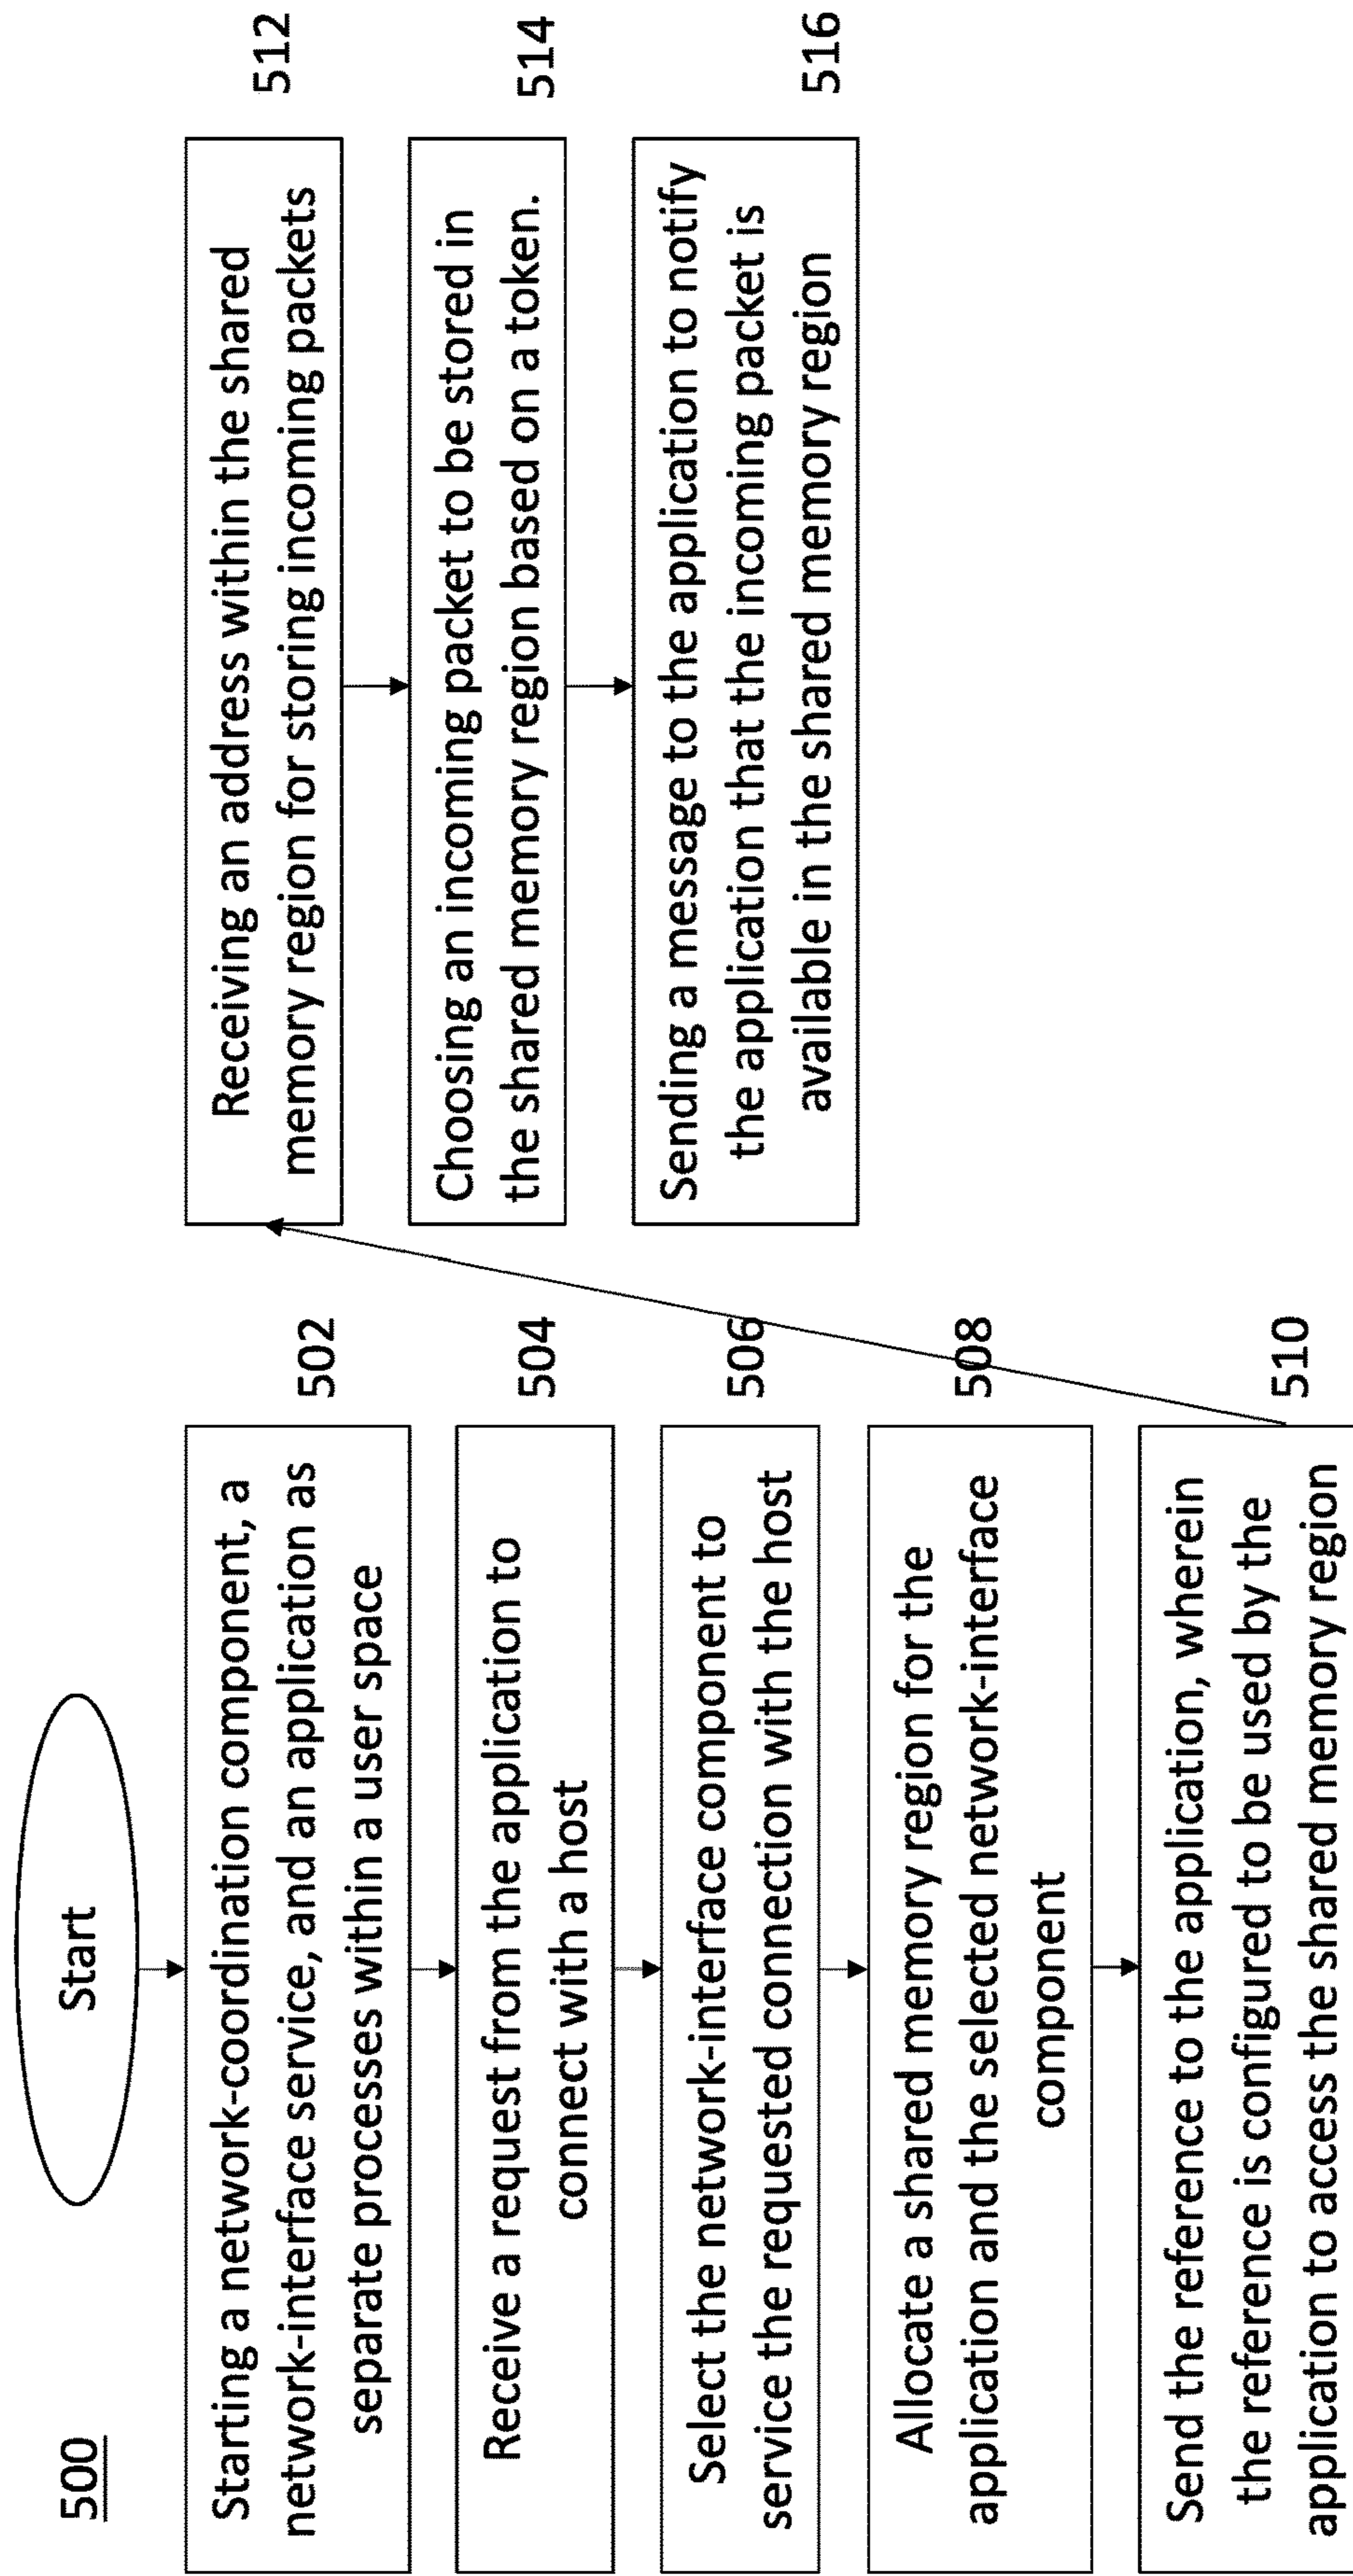 500
Start
Starting a network-coordination component, a
network-interface service, and an application as
separate processes within a user space
502
Receive a request from the application to
connect with a host
504
Select the network-interface component to
service the requested connection with the host
506
Allocate a shared memory region for the
application and the selected network-interface
component
508
Send the reference to the application, wherein
the reference is configured to be used by the
application to access the shared memory region
510
Receiving an address within the shared
memory region for storing incoming packets
512
Choosing an incoming packet to be stored in
the shared memory region based on a token.
514
Sending a message to the application to notify
the application that the incoming packet is
available in the shared memory region
516